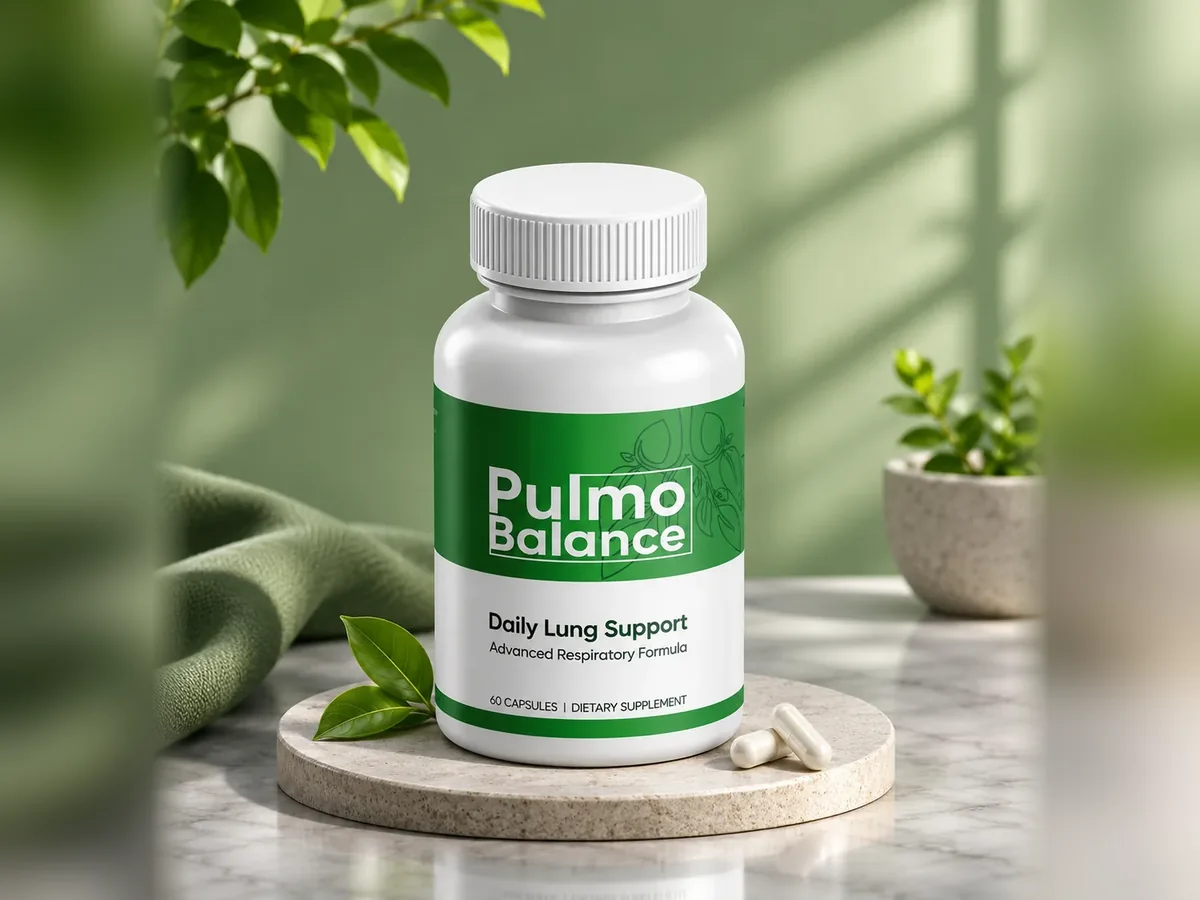 Pulmo
Balance
Daily Lung Support
Advanced Respiratory Formula
60 CAPSULES | DIETARY SUPPLEMENT